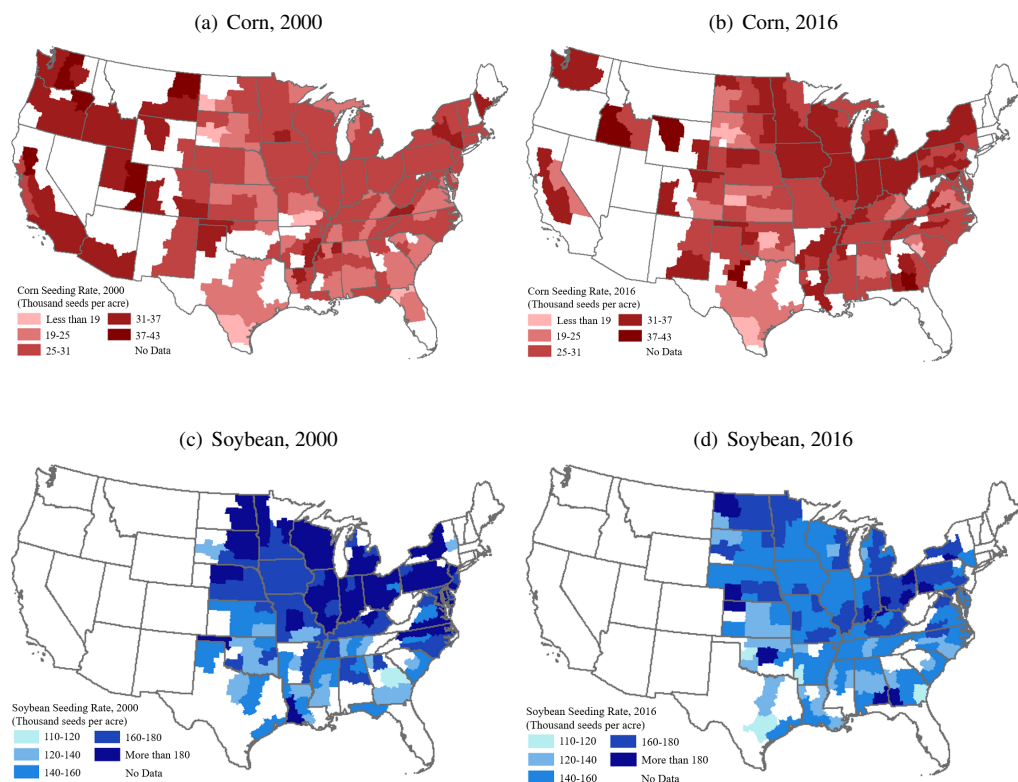 (a) Corn, 2000
(b) Corn, 2016
Corn Seeding Rate, 2000
(Thousand seeds per acre)
Less than 19
31-37
19-25
37-43
25-31
No Data
Corn Seeding Rate, 2016
(Thousand seeds per acre)
Less than 19
31-37
19-25
37-43
25-31
No Data
(c) Soybean, 2000
(d) Soybean, 2016
Soybean Seeding Rate, 2000
(Thousand seeds per acre)
110-120
160-180
120-140
More than 180
140-160
No Data
Soybean Seeding Rate, 2016
(Thousand seeds per acre)
110-120
160-180
120-140
More than 180
140-160
No Data